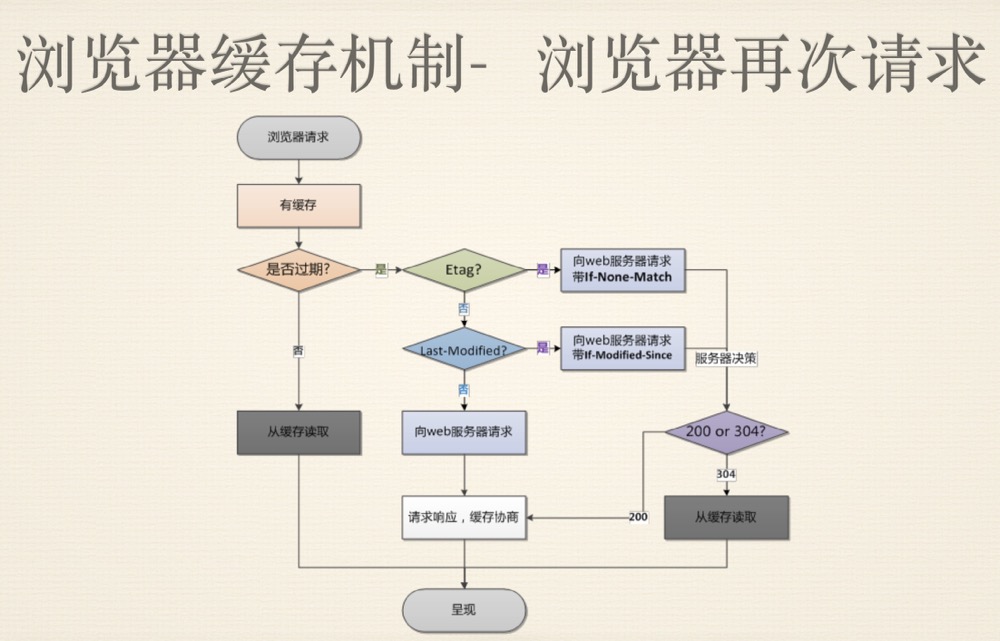 浏览器缓存机制- 浏览器再次请求
浏览器请求
有缓存
是否过期?
是
Etag?
是
向web服务器请求
带If-None-Match
否
否
Last-Modified?
是
向web服务器请求
带If-Modified-Since
服务器决策
否
从缓存读取
向web服务器请求
200 or 304?
304
请求响应，缓存协商
200
从缓存读取
呈现